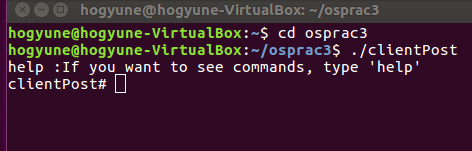 hogyune@hogyune-VirtualBox: ~/osprac3
hogyune@hogyune-VirtualBox:~$ cd osprac3
hogyune@hogyune-VirtualBox:~/osprac3$ ./clientPost
help :If you want to see commands, type 'help'
clientPost#